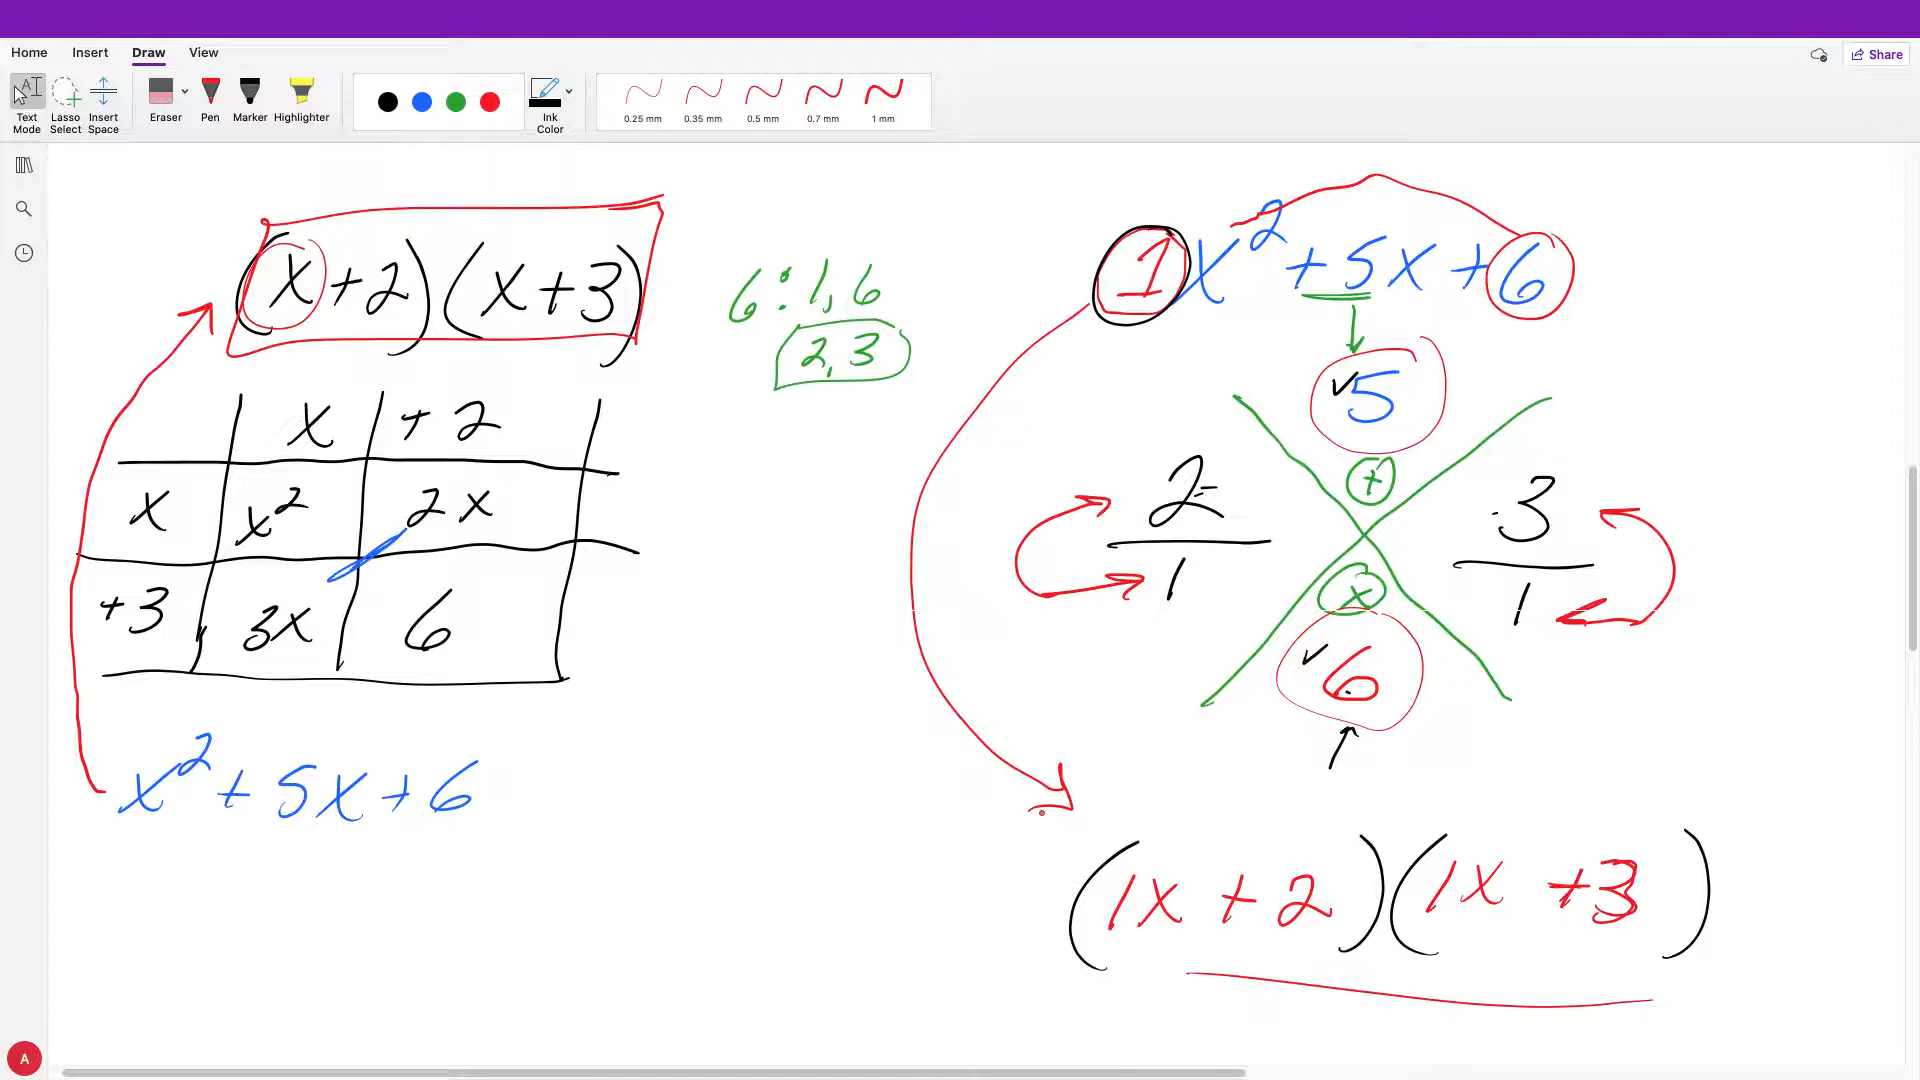 Home Insert Draw View
Share
Text Mode
Lasso Select
Insert Space
Eraser
Pen
Marker
Highlighter
Ink Color
0.25 mm
0.35 mm
0.5 mm
0.7 mm
1 mm
(x+2)(x+3)
6:1,6
2,3
x +2
x x² 2x
+3 3x 6
x²+5x+6
1x²+5x+6
✓5
+
2= .3
1 1
x
✓6
(1x +2)(1x +3)
A